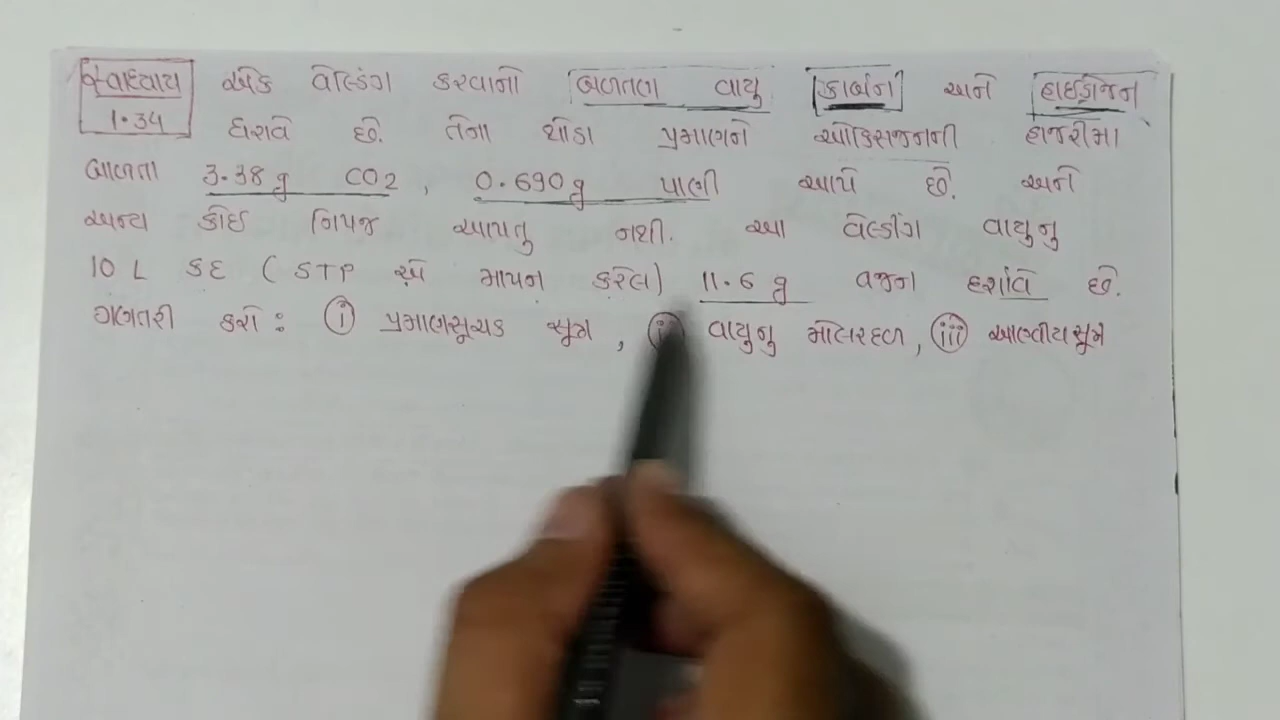 સ્વાધ્યાય એક વેલ્ડિંગ કરવાનો બળતણ વાયુ કાર્બન અને હાઇડ્રોજન
1.34 ધરાવે છે. તેના થોડા પ્રમાણને ઓક્સિજનની હાજરીમા
બાળતા 3.38 g CO2 , 0.690 g પાણી આપે છે. અને
અન્ય કોઈ નિપજ આપતુ નથી. આ વેલ્ડીંગ વાયુનુ
10 L કદ ( STP એ માપન કરેલ) 11.6 g વજન દર્શાવે છે.
ગણતરી કરો : (i) પ્રમાણસૂચક સૂત્ર , વાયુનુ મોલરદળ , (iii) આણ્વીયસૂત્ર